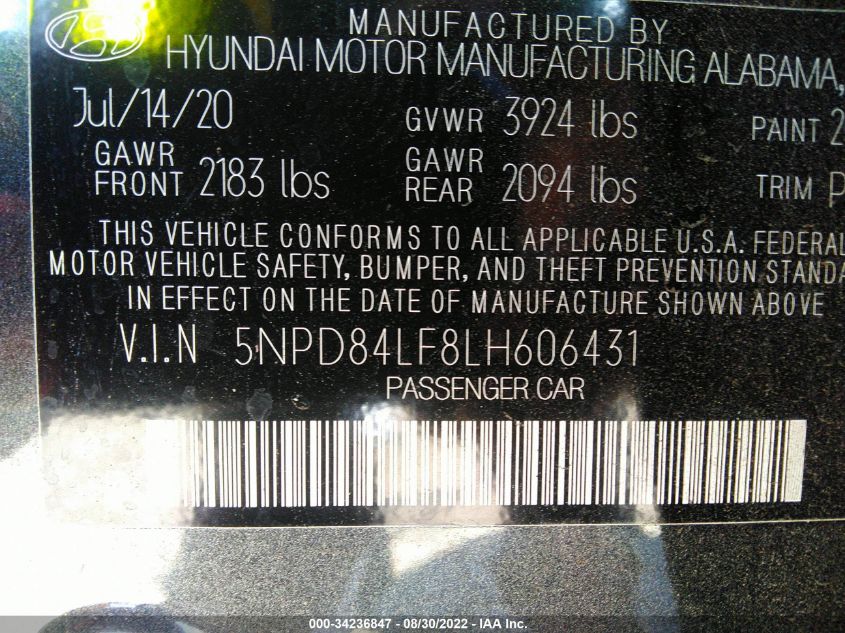 MANUFACTURED BY
HYUNDAI MOTOR MANUFACTURING ALABAMA,
Jul/14/20 GVWR 3924 lbs PAINT 2
GAWR FRONT 2183 lbs GAWR REAR 2094 lbs TRIM P
THIS VEHICLE CONFORMS TO ALL APPLICABLE U.S.A. FEDERAL
MOTOR VEHICLE SAFETY, BUMPER, AND THEFT PREVENTION STANDA
IN EFFECT ON THE DATE OF MANUFACTURE SHOWN ABOVE
V.I.N 5NPD84LF8LH606431
PASSENGER CAR
000-34236847 - 08/30/2022 - IAA Inc.